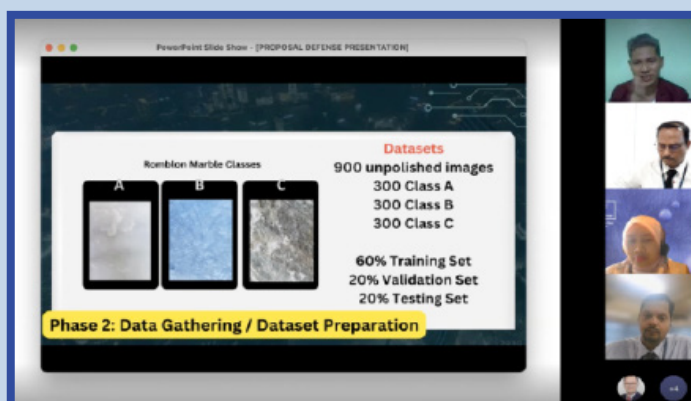 PowerPoint Slide Show - [PROPOSAL DEFENSE PRESENTATION]
Romblon Marble Classes
A B C
Datasets
900 unpolished images
300 Class A
300 Class B
300 Class C
60% Training Set
20% Validation Set
20% Testing Set
Phase 2: Data Gathering / Dataset Preparation
+4